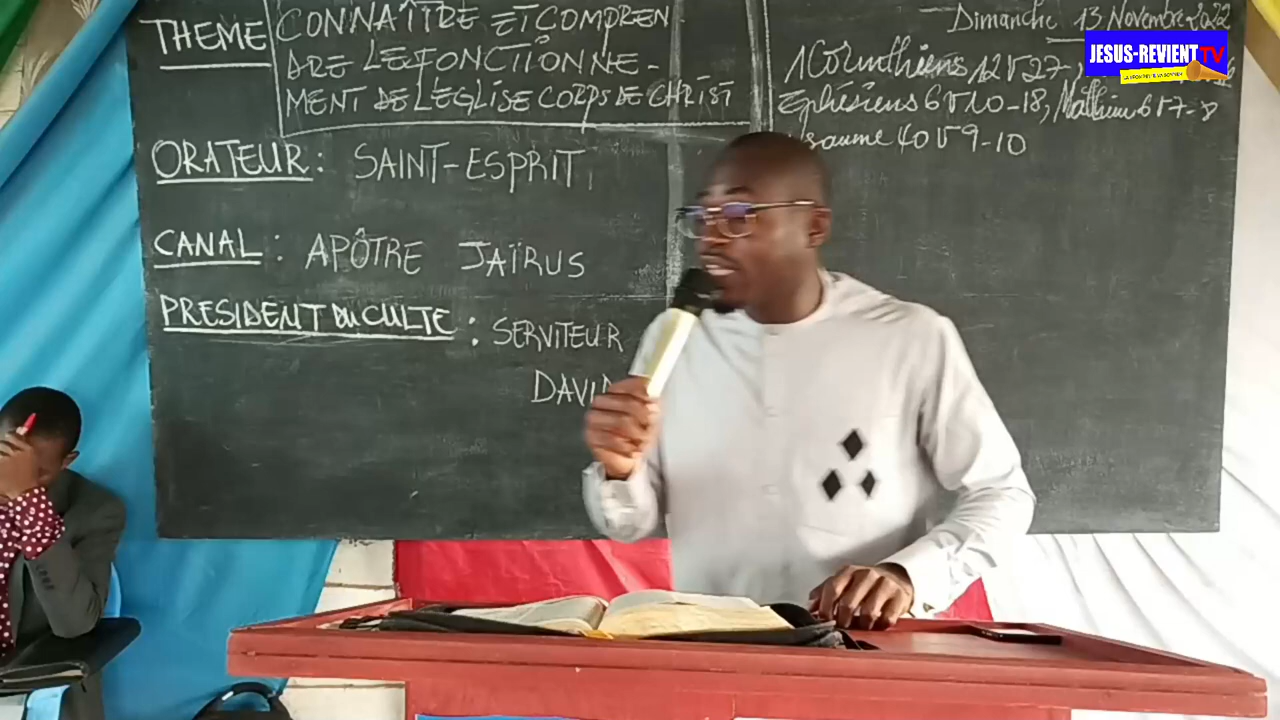 THEME
CONNAÎTRE ET COMPREN
DRE LE FONCTIONNE-
MENT DE L'EGLISE CORPS DE CHRIST
ORATEUR: SAINT-ESPRIT,
CANAL: APÔTRE JAÏRUS
PRESIDENT DU CULTE: SERVITEUR
DAVID
Dimanche 13 Novembre 2022
1 Corinthiens 12 V 27,
Ephésiens 6 V 10-18, Matthieu 6 V 7-8
Psaume 40 V 9-10
JESUS-REVIENT TV